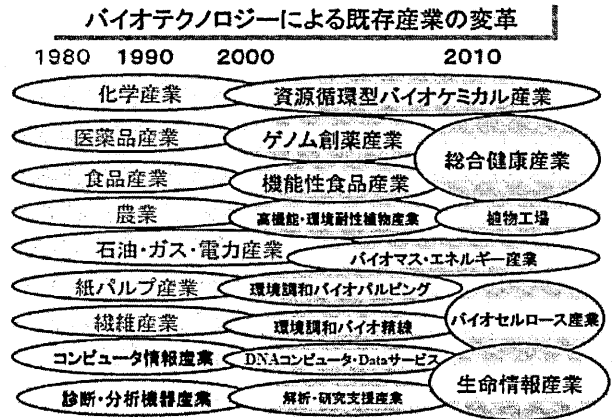 バイオテクノロジーによる既存産業の変革
1980 1990 2000 2010
化学産業 資源循環型バイオケミカル産業
医薬品産業 ゲノム創薬産業
総合健康産業
食品産業 機能性食品産業
農業 高機能・環境耐性植物産業 植物工場
石油・ガス・電力産業 バイオマス・エネルギー産業
紙パルプ産業 環境調和バイオパルピング
バイオセルロース産業
繊維産業 環境調和バイオ精練
コンピュータ情報産業 DNAコンピュータ・Dataサービス
生命情報産業
診断・分析機器産業 解析・研究支援産業